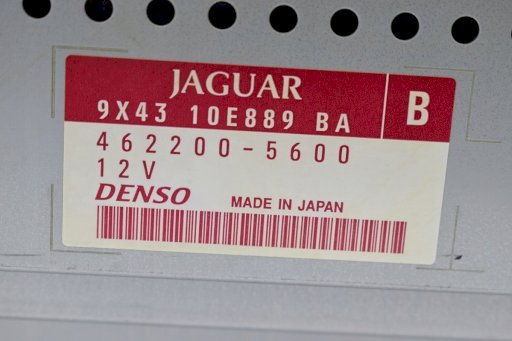 JAGUAR
9X43 10E889 BA
B
462200-5600
12V
DENSO
MADE IN JAPAN